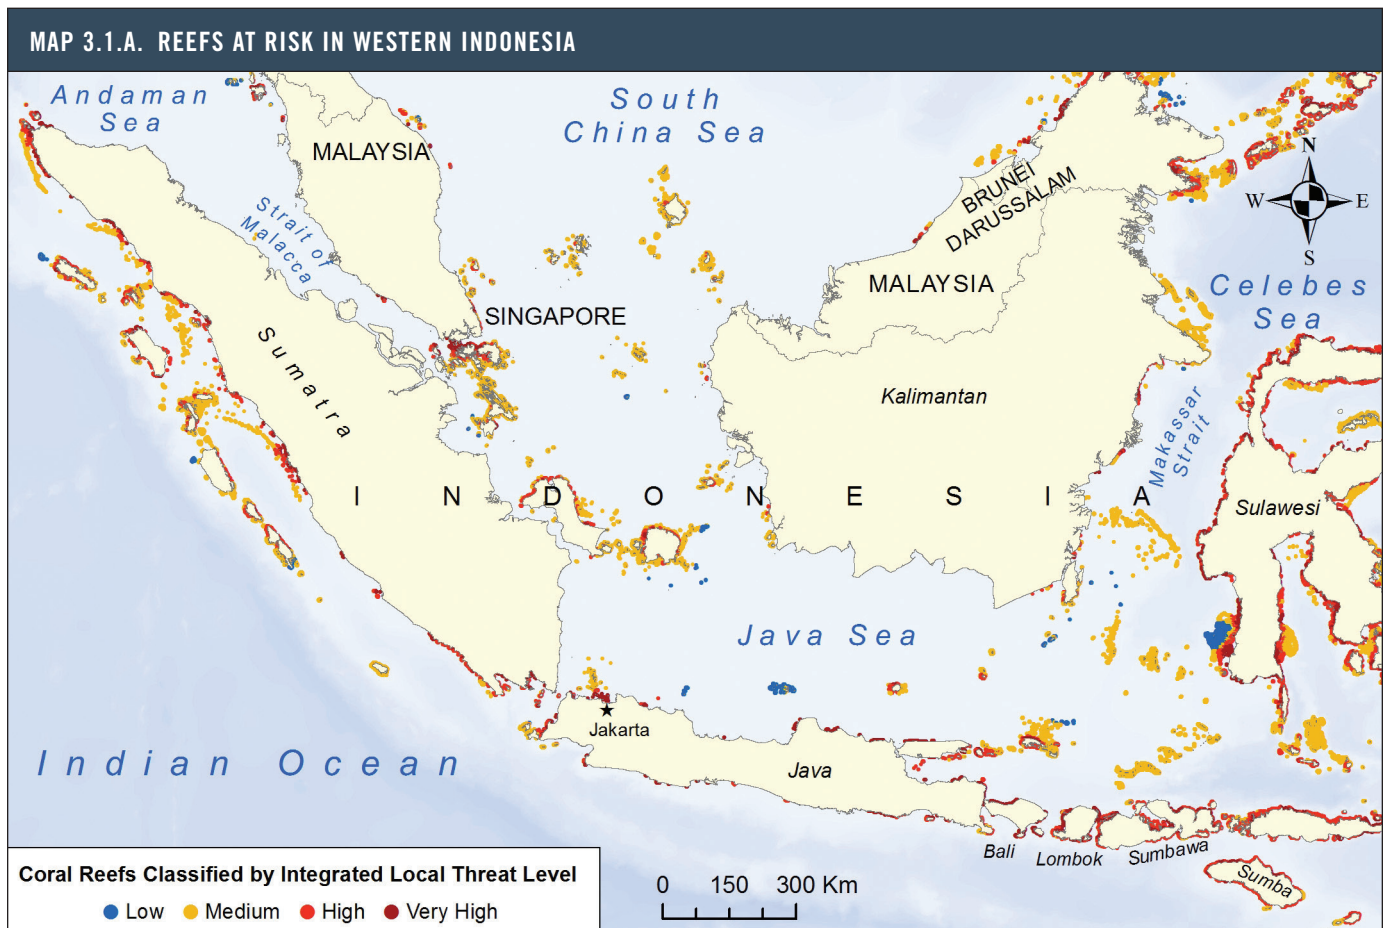 MAP 3.1.A. REEFS AT RISK IN WESTERN INDONESIA
Andaman
Sea
South
China Sea
MALAYSIA
N
W
E
S
BRUNEI
DARUSSALAM
Strait of
Malacca
MALAYSIA
Celebes
Sea
SINGAPORE
Sumatra
Kalimantan
Makassar
Strait
INDONESIA
Sulawesi
Java Sea
Jakarta
Indian Ocean
Java
Bali
Lombok
Sumbawa
Sumba
Coral Reefs Classified by Integrated Local Threat Level
Low Medium High Very High
0 150 300 Km